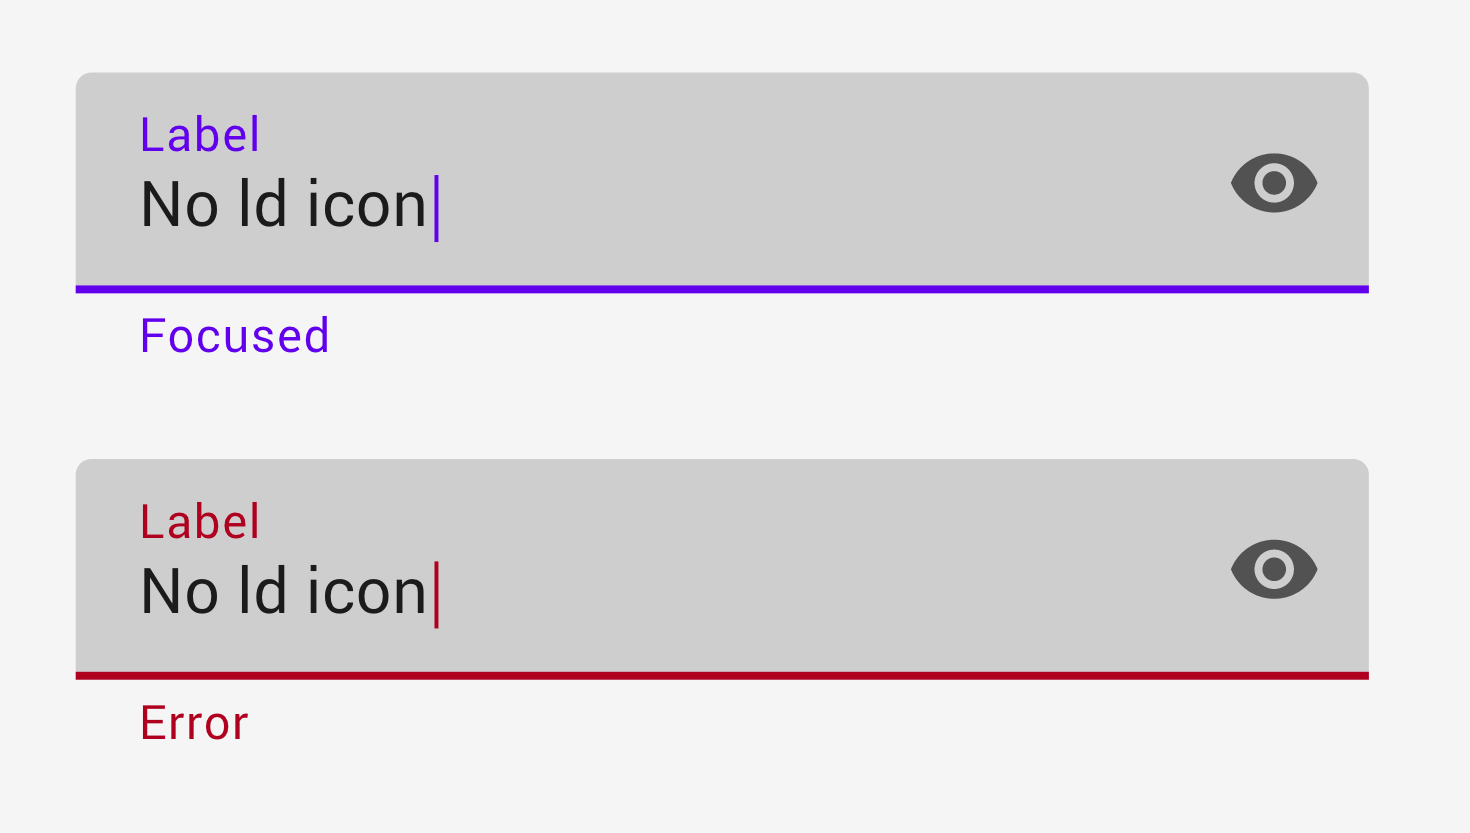 Label
No ld icon
Focused
Label
No ld icon
Error